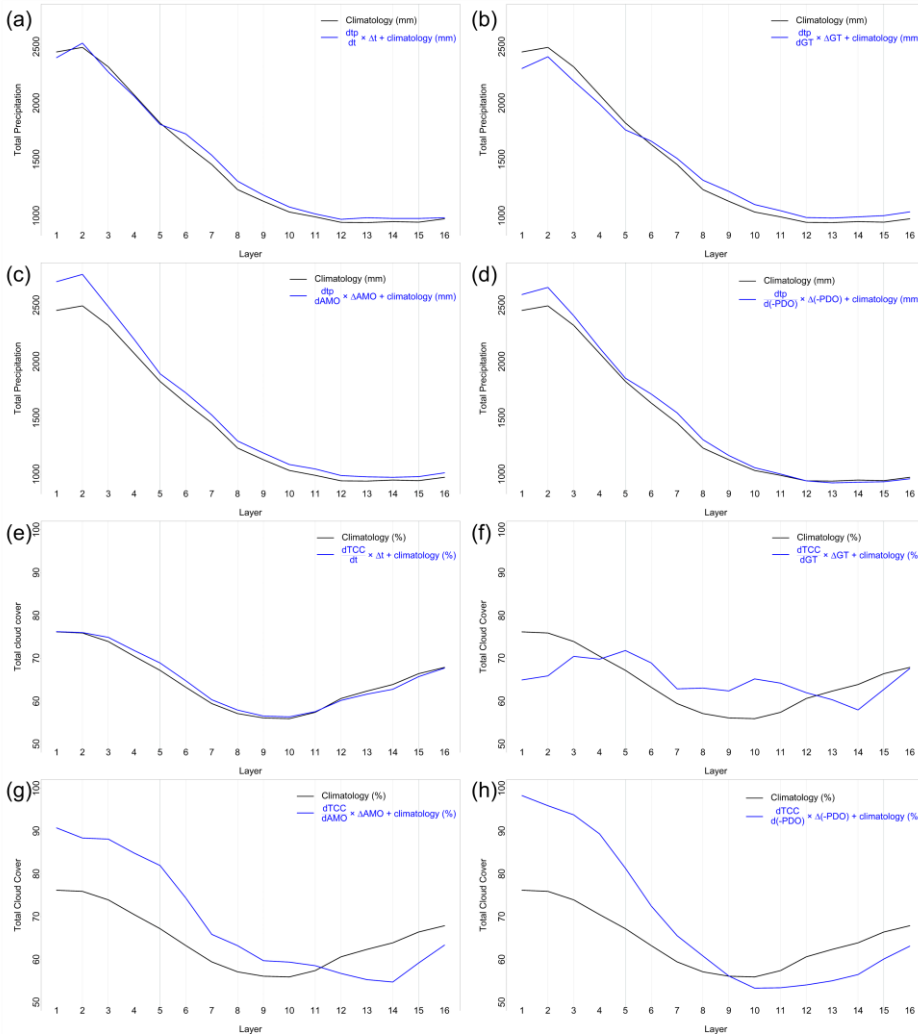 (a)
Climatology (mm)
dtp
dt
× Δt + climatology (mm)
Total Precipitation
2500
2000
1500
1000
1 2 3 4 5 6 7 8 9 10 11 12 13 14 15 16
Layer
(b)
Climatology (mm)
dtp
dGT
× ΔGT + climatology (mm)
Total Precipitation
2500
2000
1500
1000
1 2 3 4 5 6 7 8 9 10 11 12 13 14 15 16
Layer
(c)
Climatology (mm)
dtp
dAMO
× ΔAMO + climatology (mm)
Total Precipitation
2500
2000
1500
1000
1 2 3 4 5 6 7 8 9 10 11 12 13 14 15 16
Layer
(d)
Climatology (mm)
dtp
d(-PDO)
× Δ(-PDO) + climatology (mm
Total Precipitation
2500
2000
1500
1000
1 2 3 4 5 6 7 8 9 10 11 12 13 14 15 16
Layer
(e)
Climatology (%)
dTCC
dt
× Δt + climatology (%)
Total cloud cover
100
90
80
70
60
50
1 2 3 4 5 6 7 8 9 10 11 12 13 14 15 16
Layer
(f)
Climatology (%)
dTCC
dGT
× ΔGT + climatology (%
Total Cloud Cover
100
90
80
70
60
50
1 2 3 4 5 6 7 8 9 10 11 12 13 14 15 16
Layer
(g)
Climatology (%)
dTCC
dAMO
× ΔAMO + climatology (%)
Total Cloud Cover
100
90
80
70
60
50
1 2 3 4 5 6 7 8 9 10 11 12 13 14 15 16
Layer
(h)
Climatology (%)
dTCC
d(-PDO)
× Δ(-PDO) + climatology (%
Total Cloud Cover
100
90
80
70
60
50
1 2 3 4 5 6 7 8 9 10 11 12 13 14 15 16
Layer